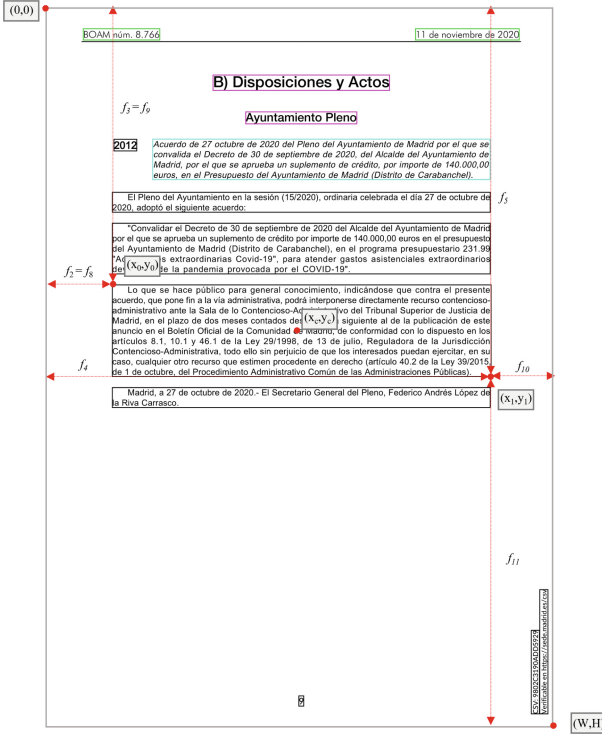 (0,0)
BOAM núm. 8.766
11 de noviembre de 2020
B) Disposiciones y Actos
f3 = f9
Ayuntamiento Pleno
2012
Acuerdo de 27 octubre de 2020 del Pleno del Ayuntamiento de Madrid por el que se
convalida el Decreto de 30 de septiembre de 2020, del Alcalde del Ayuntamiento de
Madrid, por el que se aprueba un suplemento de crédito, por importe de 140.000,00
euros, en el Presupuesto del Ayuntamiento de Madrid (Distrito de Carabanchel).
f5
El Pleno del Ayuntamiento en la sesión (15/2020), ordinaria celebrada el día 27 de octubre de
2020, adoptó el siguiente acuerdo:
"Convalidar el Decreto de 30 de septiembre de 2020 del Alcalde del Ayuntamiento de Madrid
por el que se aprueba un suplemento de crédito por importe de 140.000,00 euros en el presupuesto
del Ayuntamiento de Madrid (Distrito de Carabanchel), en el programa presupuestario 231.99
extraordinarias Covid-19", para atender gastos asistenciales extraordinarios
de la pandemia provocada por el COVID-19".
(x0,y0)
f2 = f8
Lo que se hace público para general conocimiento, indicándose que contra el presente
acuerdo, que pone fin a la vía administrativa, podrá interponerse directamente recurso contencioso-
administrativo ante la Sala de lo Contencioso-Administrativo del Tribunal Superior de Justicia de
Madrid, en el plazo de dos meses contados siguiente al de la publicación de este
anuncio en el Boletín Oficial de la Comunidad de Madrid, de conformidad con lo dispuesto en los
artículos 8.1, 10.1 y 46.1 de la Ley 29/1998, de 13 de julio, Reguladora de la Jurisdicción
Contencioso-Administrativa, todo ello sin perjuicio de que los interesados puedan ejercitar, en su
caso, cualquier otro recurso que estimen procedente en derecho (artículo 40.2 de la Ley 39/2015,
de 1 de octubre, del Procedimiento Administrativo Común de las Administraciones Públicas).
(xc,yc)
f4
f10
Madrid, a 27 de octubre de 2020.- El Secretario General del Pleno, Federico Andrés López de
la Riva Carrasco.
(x1,y1)
f11
CSV: 9802C3190ADD5929
Verificable en https://sede.madrid.es/csv
9
(W,H)